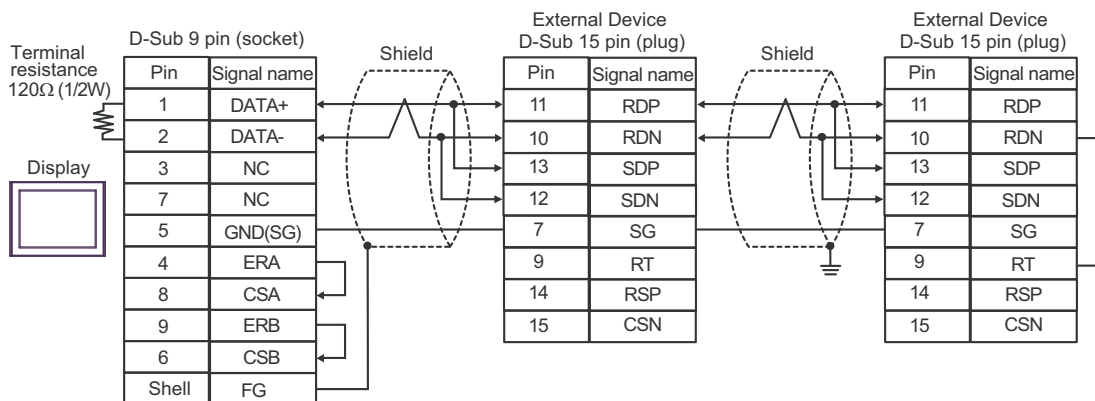 Terminal
resistance
120Ω (1/2W)
Display
D-Sub 9 pin (socket)
Pin Signal name
1 DATA+
2 DATA-
3 NC
7 NC
5 GND(SG)
4 ERA
8 CSA
9 ERB
6 CSB
Shell FG
Shield
External Device
D-Sub 15 pin (plug)
Pin Signal name
11 RDP
10 RDN
13 SDP
12 SDN
7 SG
9 RT
14 RSP
15 CSN
Shield
External Device
D-Sub 15 pin (plug)
Pin Signal name
11 RDP
10 RDN
13 SDP
12 SDN
7 SG
9 RT
14 RSP
15 CSN